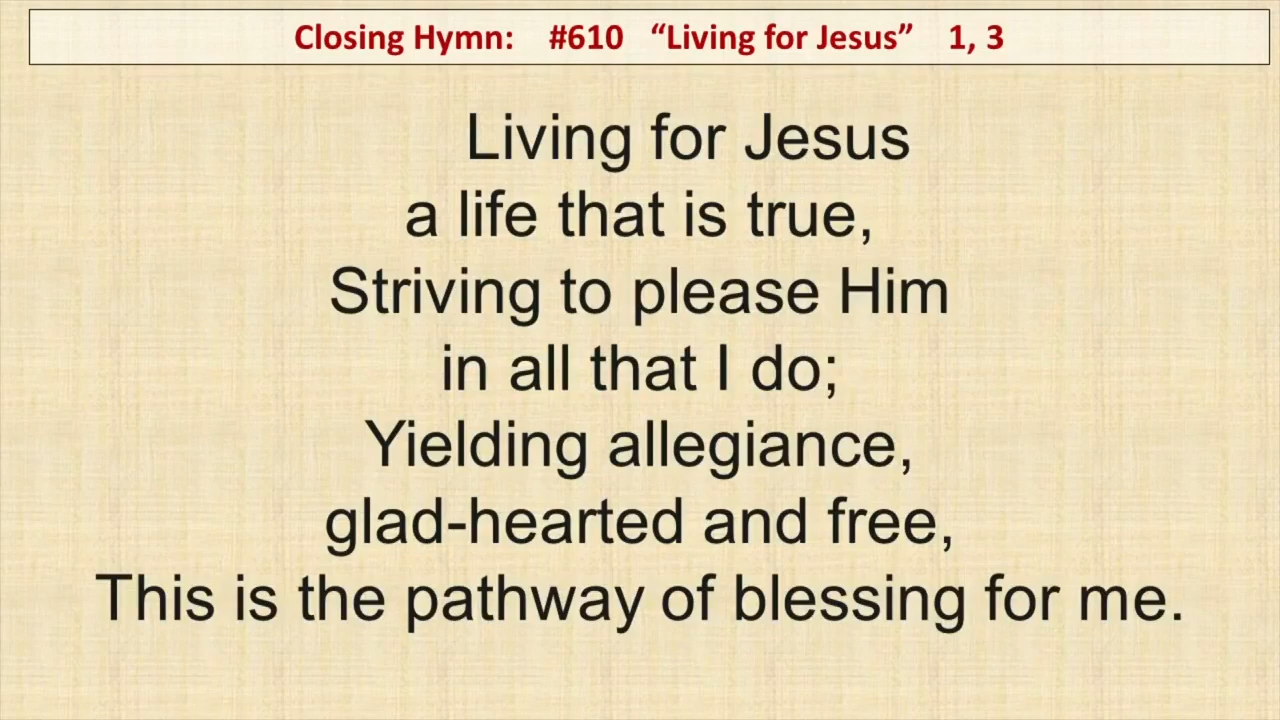 Closing Hymn: #610 “Living for Jesus” 1, 3
Living for Jesus
a life that is true,
Striving to please Him
in all that I do;
Yielding allegiance,
glad-hearted and free,
This is the pathway of blessing for me.